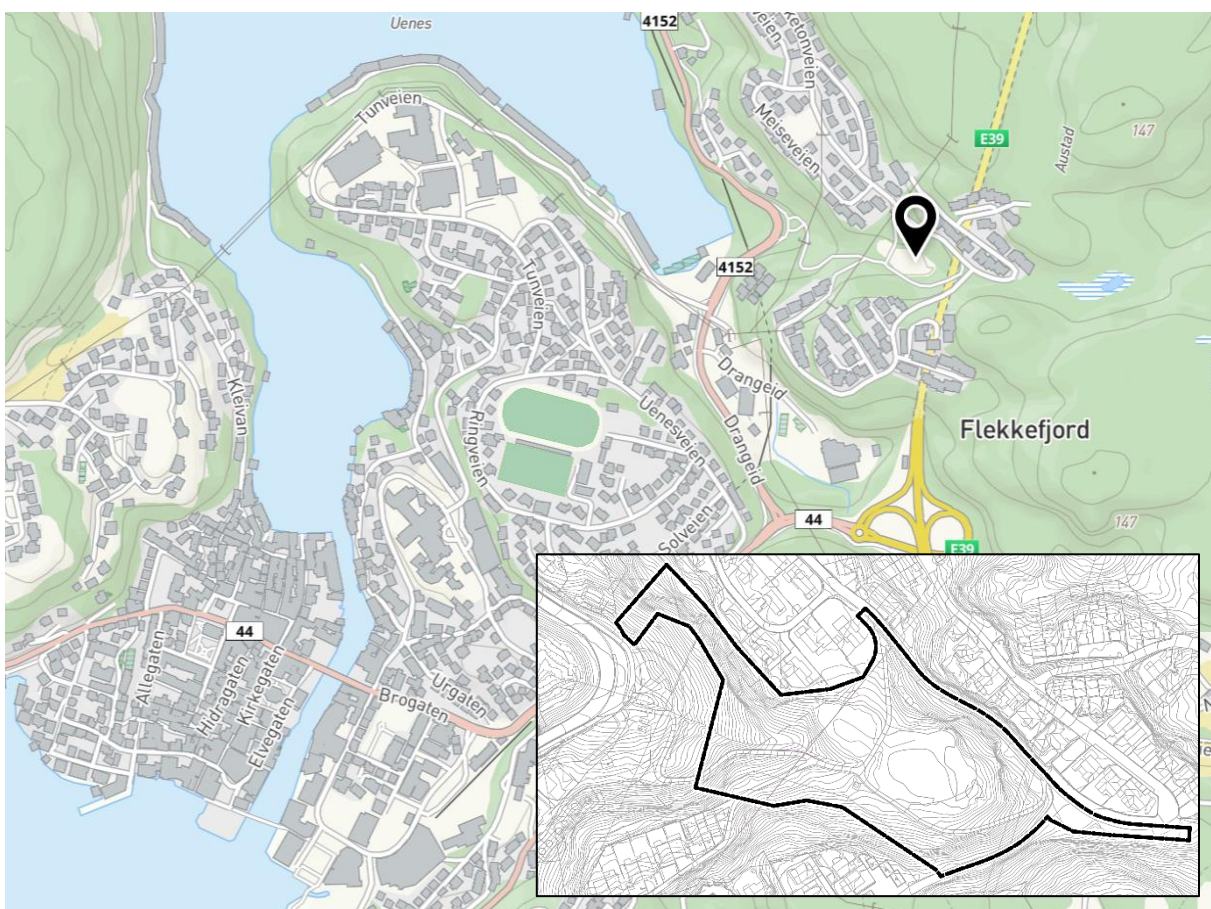 Uenes
4152
Ketonveien
Tunveien
Meiseveien
E39
147
Austad
4152
Tunveien
Drangeid
Kleivan
Ringveien
Uenesveien
Drangeid
Flekkefjord
Solveien
44
147
E39
44
Allegaten
Hidragaten
Kirkegaten
Elvegaten
Urgaten
Brogaten